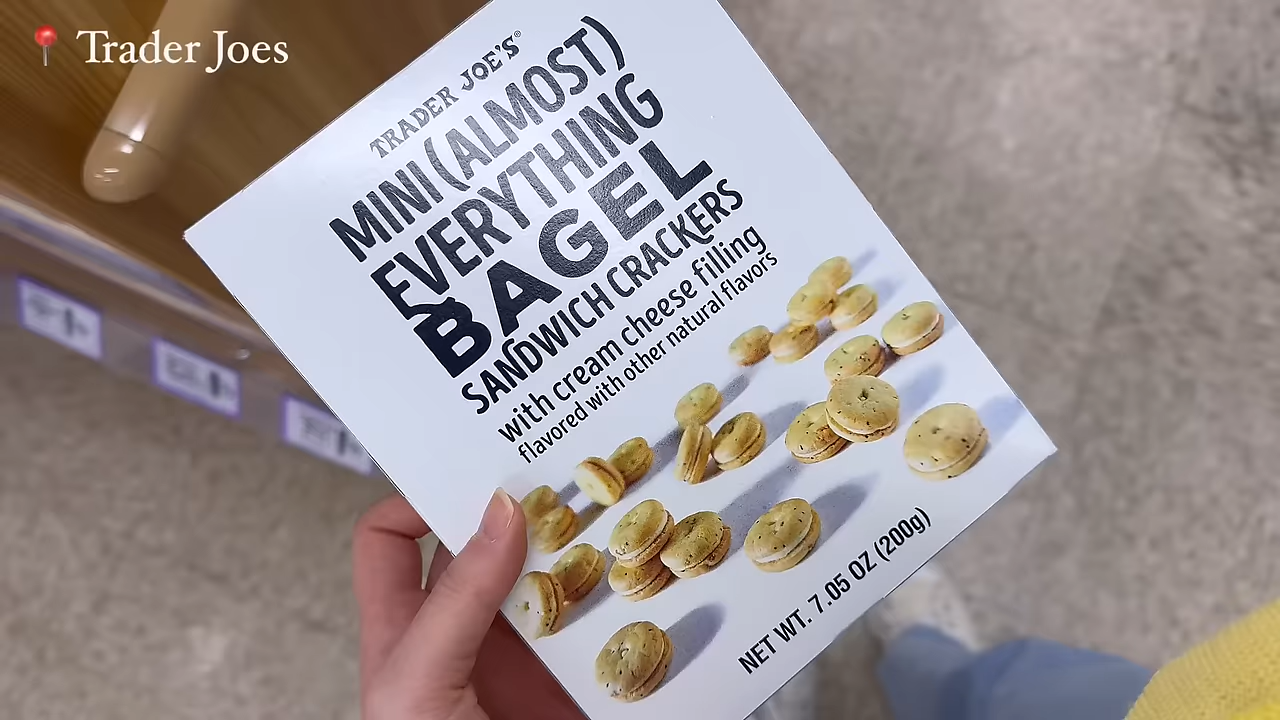 Trader Joes
TRADER JOE'S®
MINI (ALMOST)
EVERYTHING
BAGEL
SANDWICH CRACKERS
with cream cheese filling
flavored with other natural flavors
NET WT. 7.05 OZ (200g)